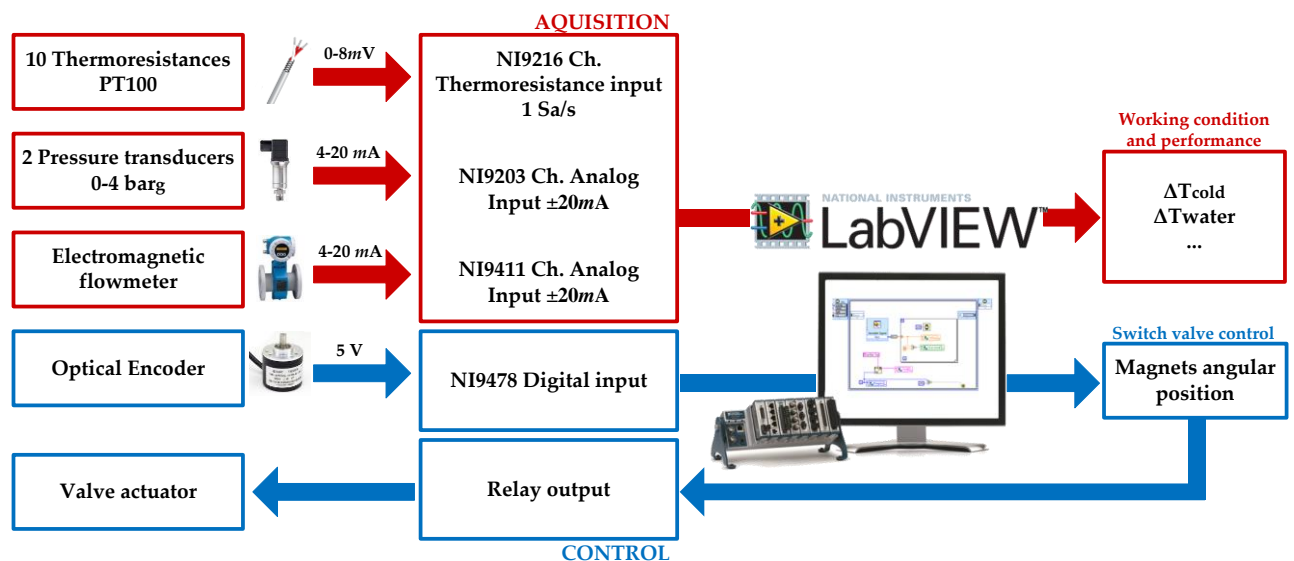 AQUISITION
10 Thermoresistances
PT100
0-8mV
NI9216 Ch.
Thermoresistance input
1 Sa/s
2 Pressure transducers
0-4 barg
4-20 mA
NI9203 Ch. Analog
Input ±20mA
Electromagnetic
flowmeter
4-20 mA
NI9411 Ch. Analog
Input ±20mA
NATIONAL INSTRUMENTS
LabVIEW™
Working condition
and performance
ΔTcold
ΔTwater
...
Optical Encoder
5 V
NI9478 Digital input
Switch valve control
Magnets angular
position
Valve actuator
Relay output
CONTROL